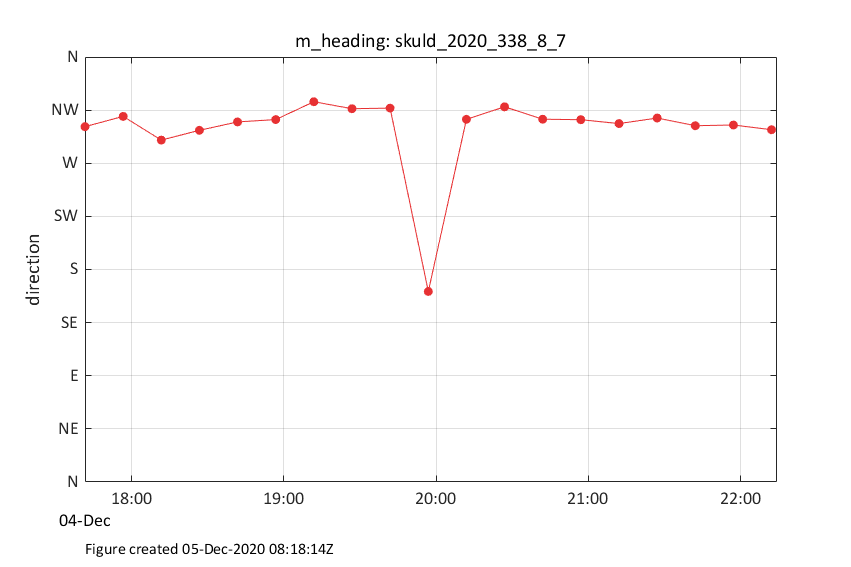 m_heading: skuld_2020_338_8_7
N
NW
W
SW
S
SE
E
NE
N
direction
18:00
19:00
20:00
21:00
22:00
04-Dec
Figure created 05-Dec-2020 08:18:14Z